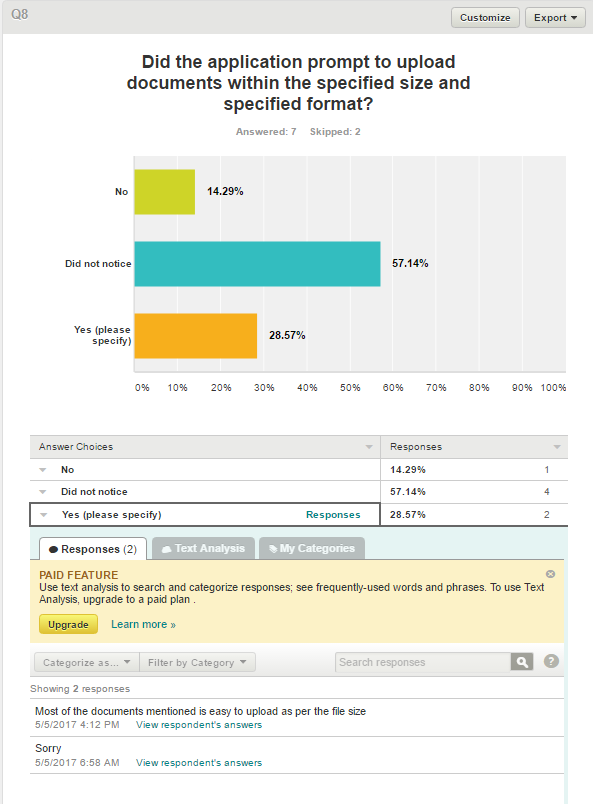 Q8
Customize
Export
Did the application prompt to upload
documents within the specified size and
specified format?
Answered: 7 Skipped: 2
No
14.29%
Did not notice
57.14%
Yes (please
specify)
28.57%
0% 10% 20% 30% 40% 50% 60% 70% 80% 90% 100%
Answer Choices Responses
No 14.29% 1
Did not notice 57.14% 4
Yes (please specify) Responses 28.57% 2
Responses (2) Text Analysis My Categories
PAID FEATURE
Use text analysis to search and categorize responses; see frequently-used words and phrases. To use Text
Analysis, upgrade to a paid plan .
Upgrade Learn more »
Categorize as... Filter by Category Search responses ?
Showing 2 responses
Most of the documents mentioned is easy to upload as per the file size
5/5/2017 4:12 PM View respondent's answers
Sorry
5/5/2017 6:58 AM View respondent's answers